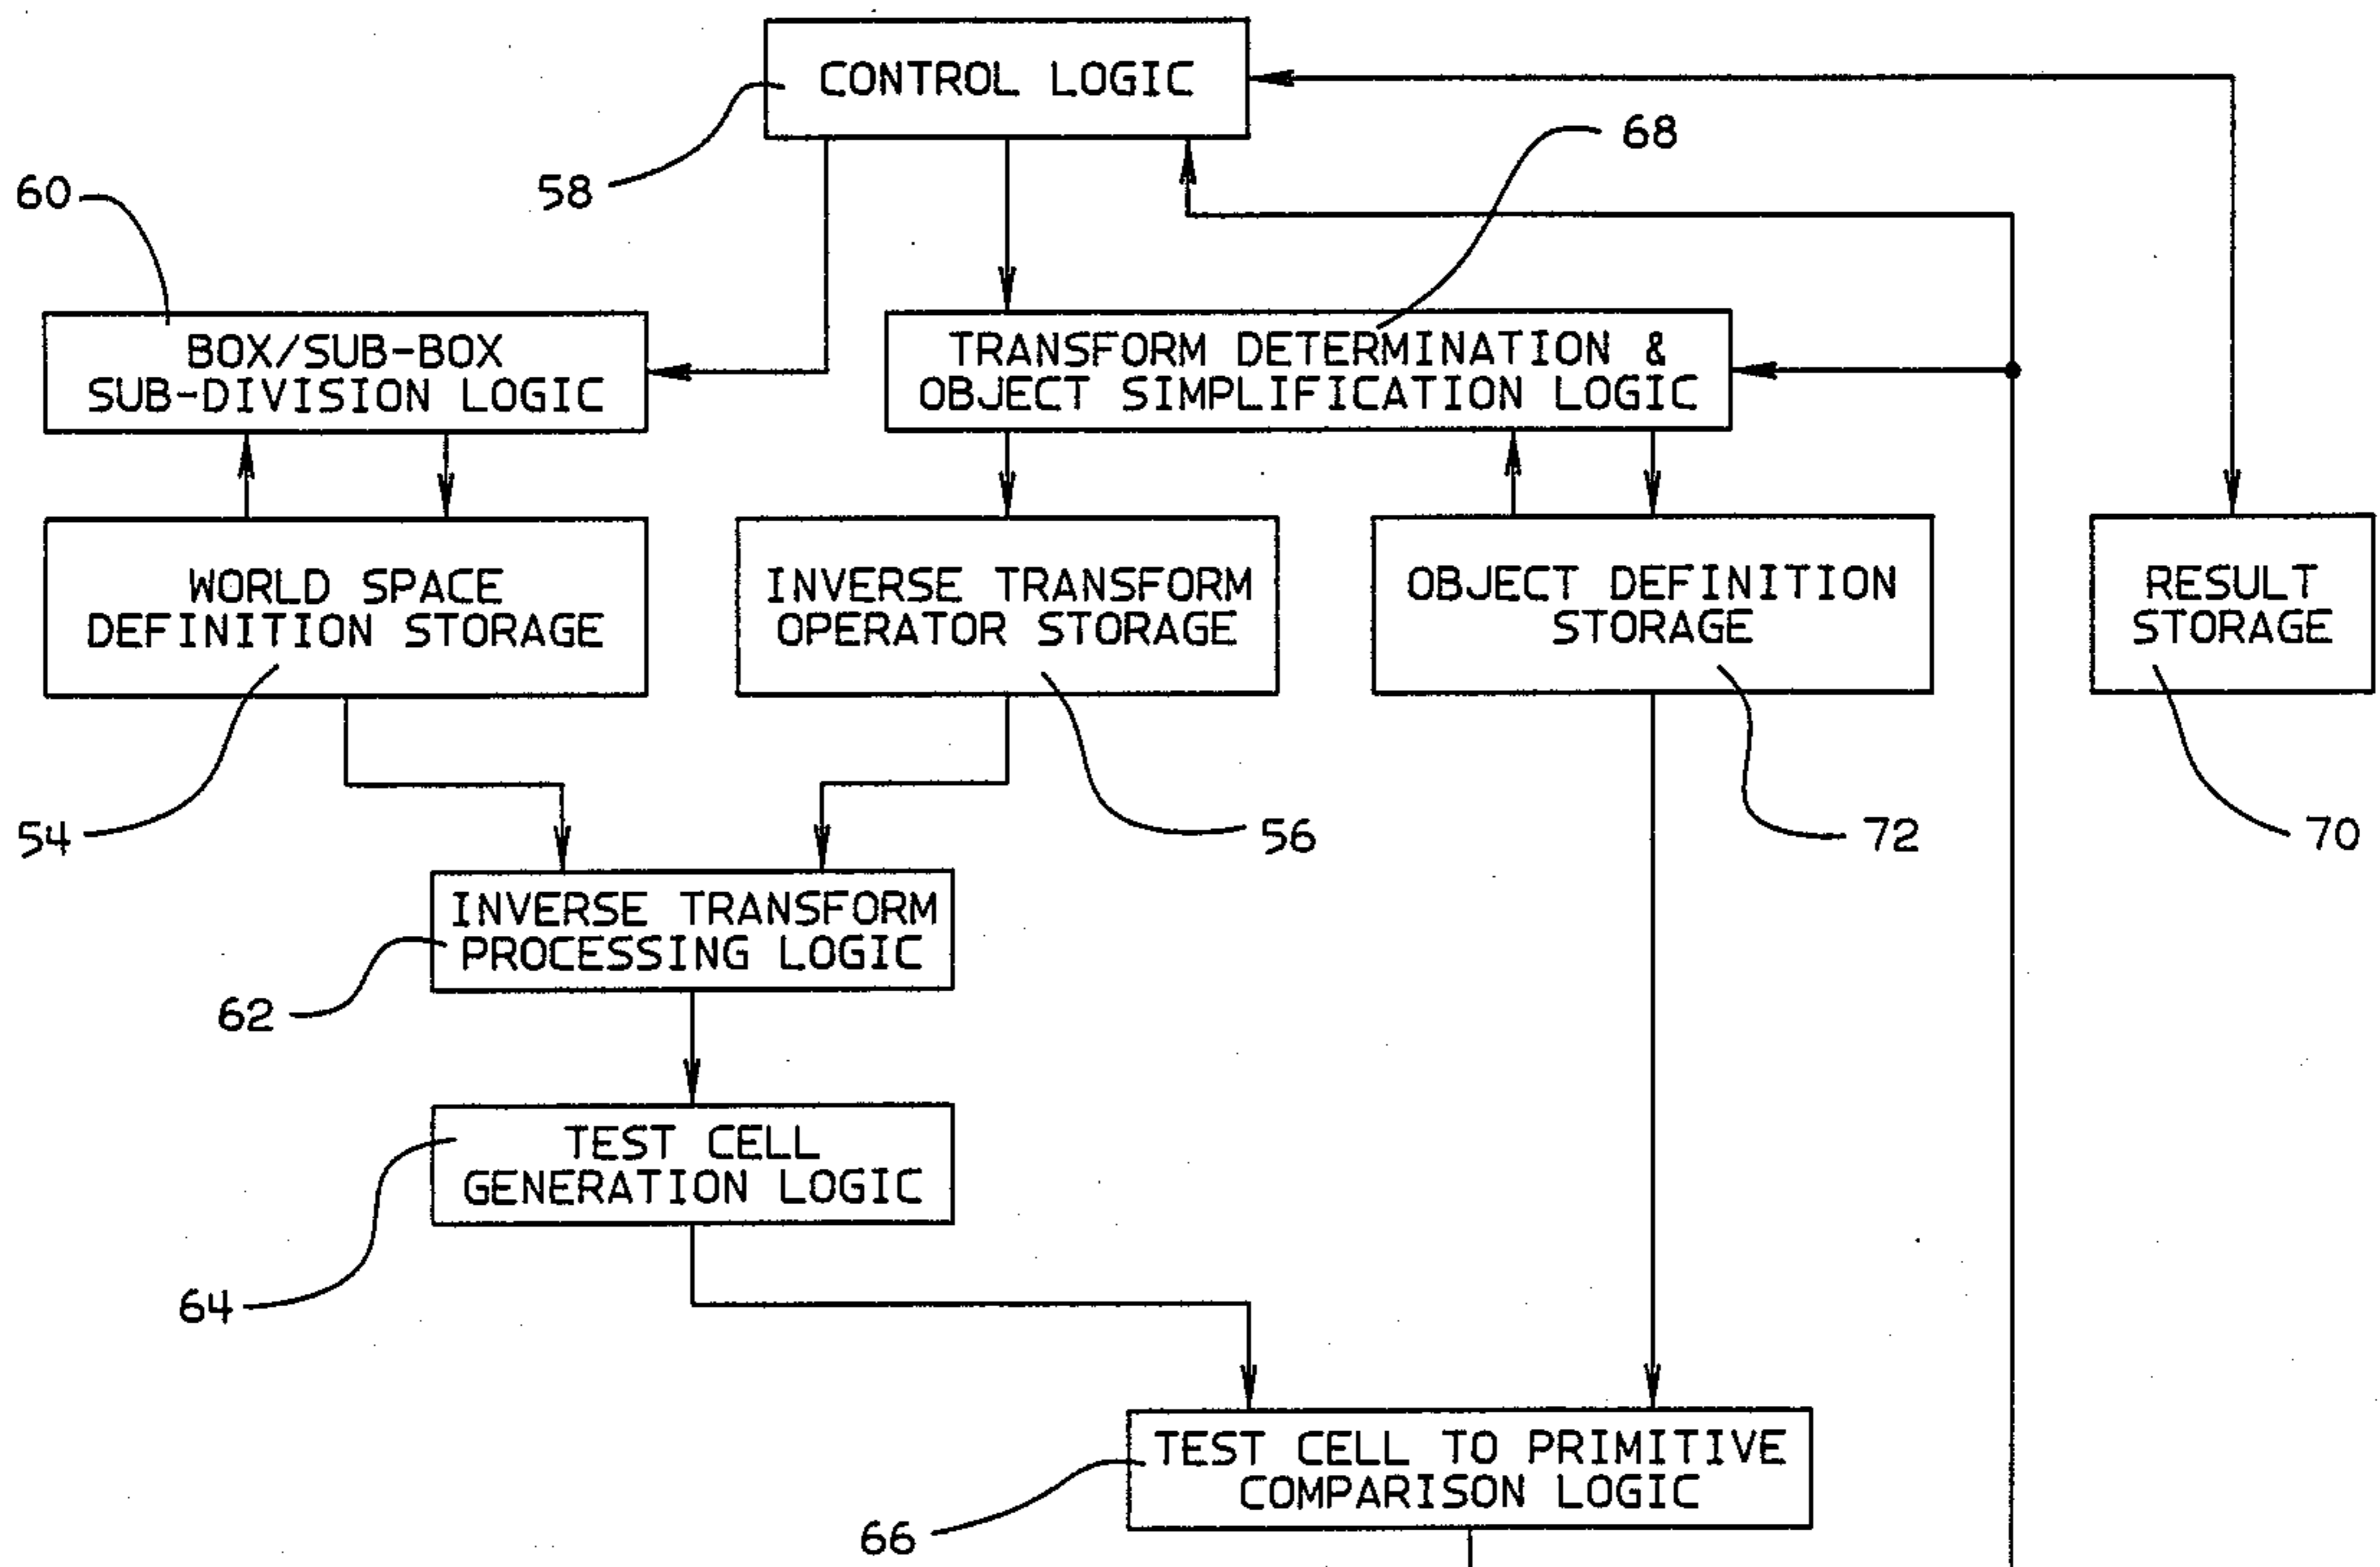 CONTROL LOGIC
58
68
60
BOX/SUB-BOX
SUB-DIVISION LOGIC
TRANSFORM DETERMINATION &
OBJECT SIMPLIFICATION LOGIC
WORLD SPACE
DEFINITION STORAGE
INVERSE TRANSFORM
OPERATOR STORAGE
OBJECT DEFINITION
STORAGE
RESULT
STORAGE
54
56
72
70
INVERSE TRANSFORM
PROCESSING LOGIC
62
TEST CELL
GENERATION LOGIC
64
TEST CELL TO PRIMITIVE
COMPARISON LOGIC
66